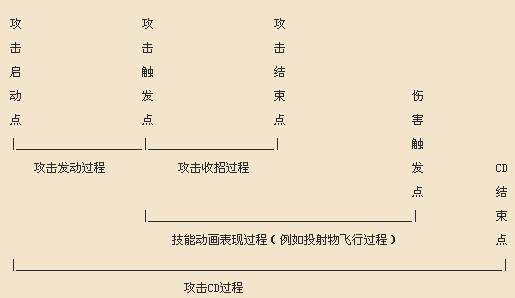 攻击启动点
攻击触发点
攻击结束点
伤害触发点
CD结束点
攻击发动过程
攻击收招过程
技能动画表现过程(例如投射物飞行过程)
攻击CD过程